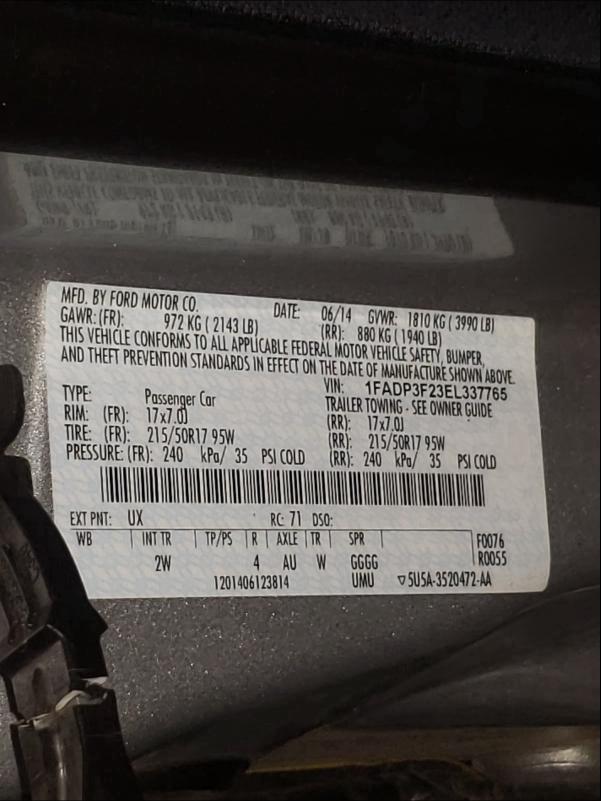 MFD. BY FORD MOTOR CO.
DATE: 06/14 GVWR: 1810 KG ( 3990 LB)
GAWR:(FR): 972 KG ( 2143 LB) (RR): 880 KG ( 1940 LB)
THIS VEHICLE CONFORMS TO ALL APPLICABLE FEDERAL MOTOR VEHICLE SAFETY, BUMPER,
AND THEFT PREVENTION STANDARDS IN EFFECT ON THE DATE OF MANUFACTURE SHOWN ABOVE.
VIN: 1FADP3F23EL337765
TYPE: Passenger Car TRAILER TOWING - SEE OWNER GUIDE
RIM: (FR): 17x7.0J (RR): 17x7.0J
TIRE: (FR): 215/50R17 95W (RR): 215/50R17 95W
PRESSURE: (FR): 240 kPa/ 35 PSI COLD (RR): 240 kPa/ 35 PSI COLD
EXT PNT: UX RC: 71 DSO:
WB INT TR TP/PS R AXLE TR SPR F0076
2W 4 AU W GGGG R0055
1201406123814 UMU ▽5U5A-3520472-AA